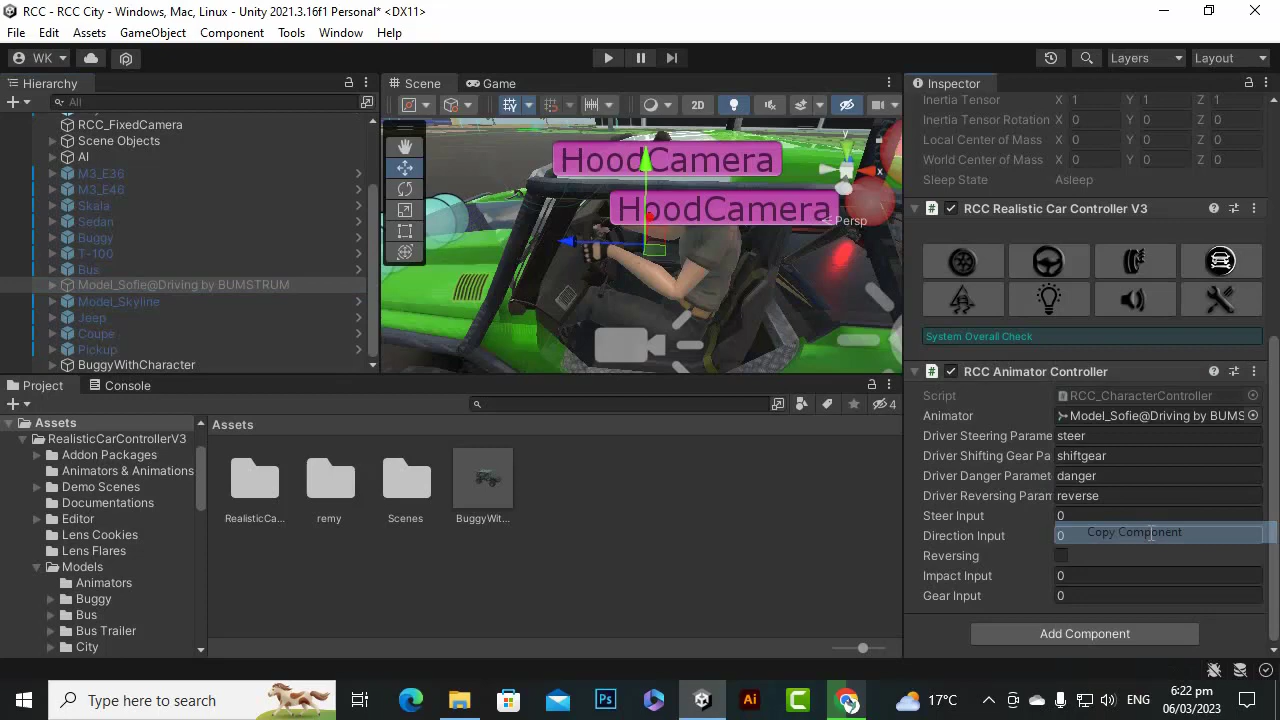 RCC - RCC City - Windows, Mac, Linux - Unity 2021.3.16f1 Personal* <DX11>
File Edit Assets GameObject Component Tools Window Help
WK
Layers Layout
Hierarchy
All
RCC_FixedCamera
Scene Objects
AI
M3_E36
M3_E46
Skala
Sedan
Buggy
T-100
Bus
Model_Sofie@Driving by BUMSTRUM
Model_Skyline
Jeep
Coupe
Pickup
BuggyWithCharacter
Scene Game
2D
HoodCamera
HoodCamera
y
x
< Persp
Inspector
Inertia Tensor X 1 Y 1 Z 1
Inertia Tensor Rotation X 0 Y 0 Z 0
Local Center of Mass X 0 Y 0 Z 0
World Center of Mass X 0 Y 0 Z 0
Sleep State Asleep
RCC Realistic Car Controller V3
System Overall Check
RCC Animator Controller
Script RCC_CharacterController
Animator Model_Sofie@Driving by BUMS
Driver Steering Parame steer
Driver Shifting Gear Pa shiftgear
Driver Danger Paramet danger
Driver Reversing Param reverse
Steer Input 0
Direction Input 0
Copy Component
Reversing
Impact Input 0
Gear Input 0
Add Component
Project Console
4
Assets
RealisticCarControllerV3
Addon Packages
Animators & Animations
Demo Scenes
Documentations
Editor
Lens Cookies
Lens Flares
Models
Animators
Buggy
Bus
Bus Trailer
City
Assets
RealisticCa...
remy
Scenes
BuggyWit...
Type here to search
Ps
Ai
C
17°C
ENG
6:22 pm
06/03/2023